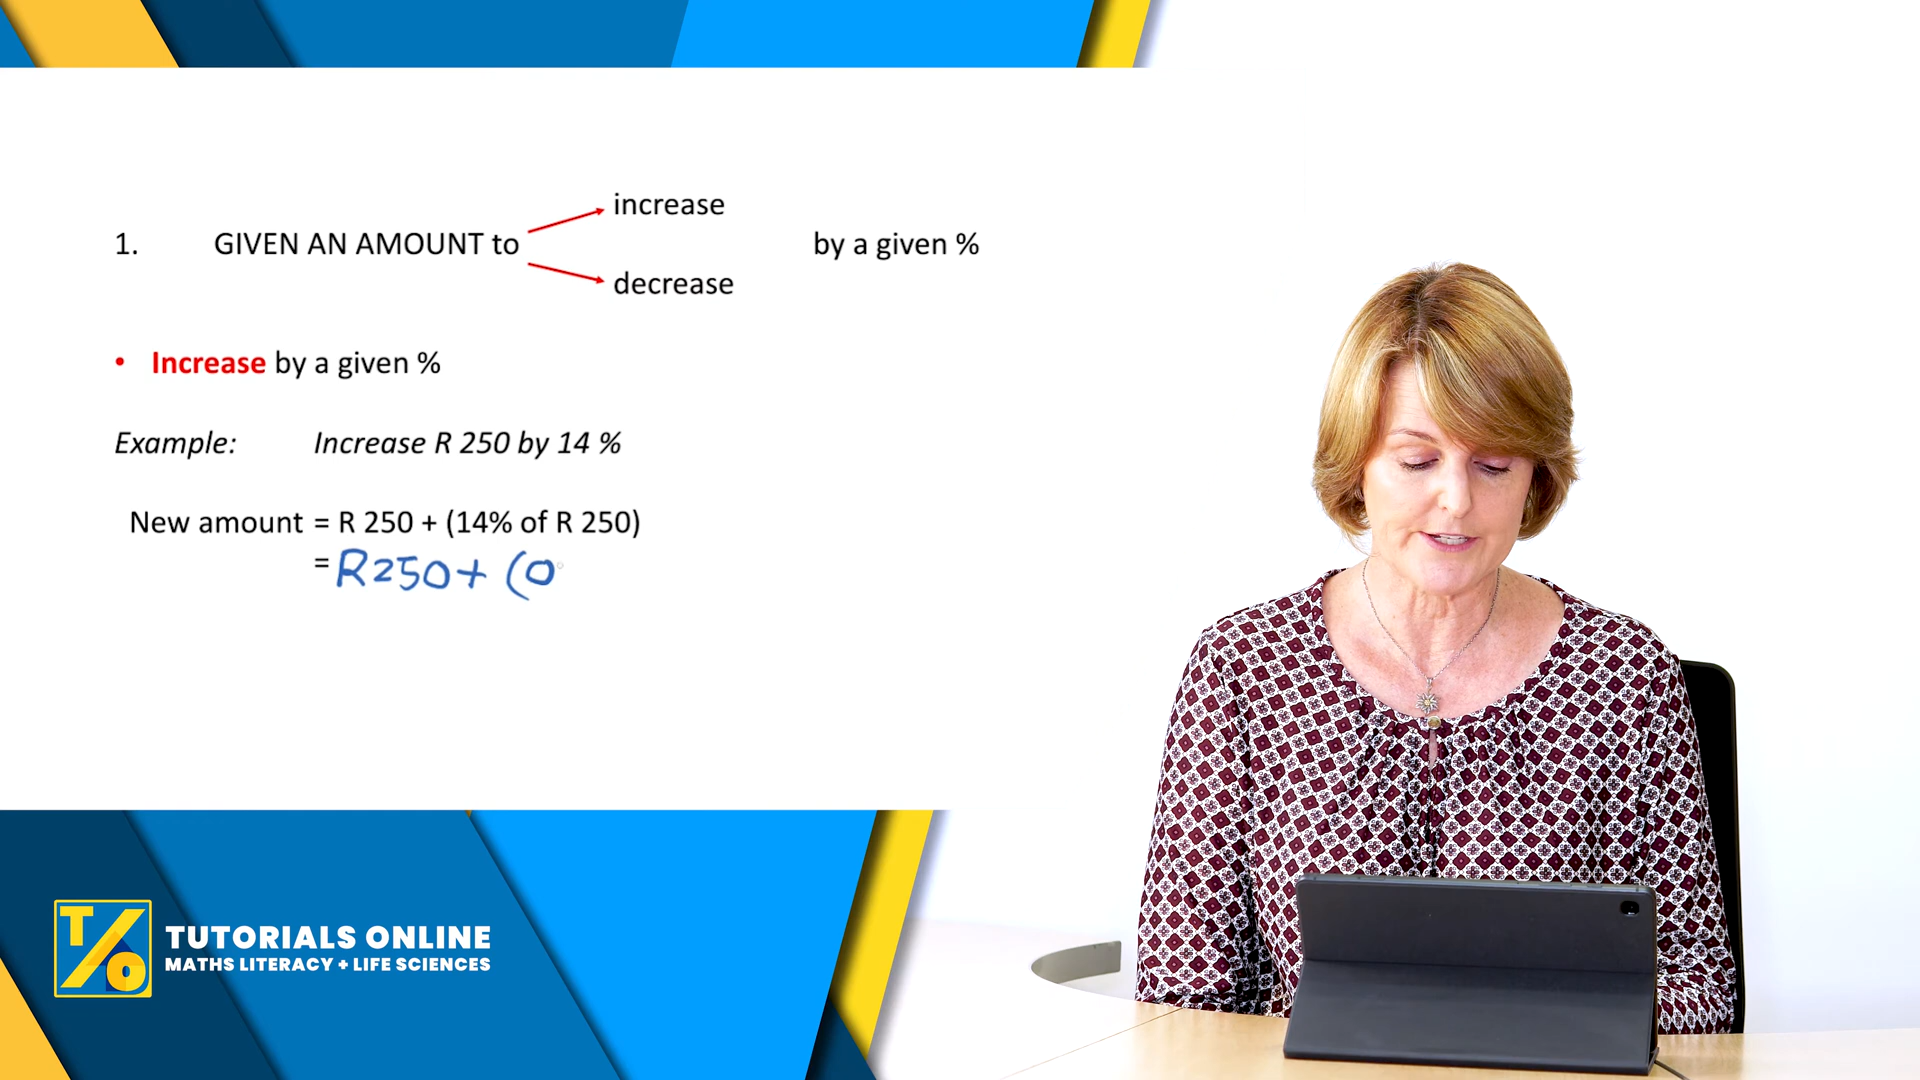 increase
1. GIVEN AN AMOUNT to by a given %
decrease
• Increase by a given %
Example: Increase R 250 by 14 %
New amount = R 250 + (14% of R 250)
= R250 + (0
T/O
TUTORIALS ONLINE
MATHS LITERACY + LIFE SCIENCES